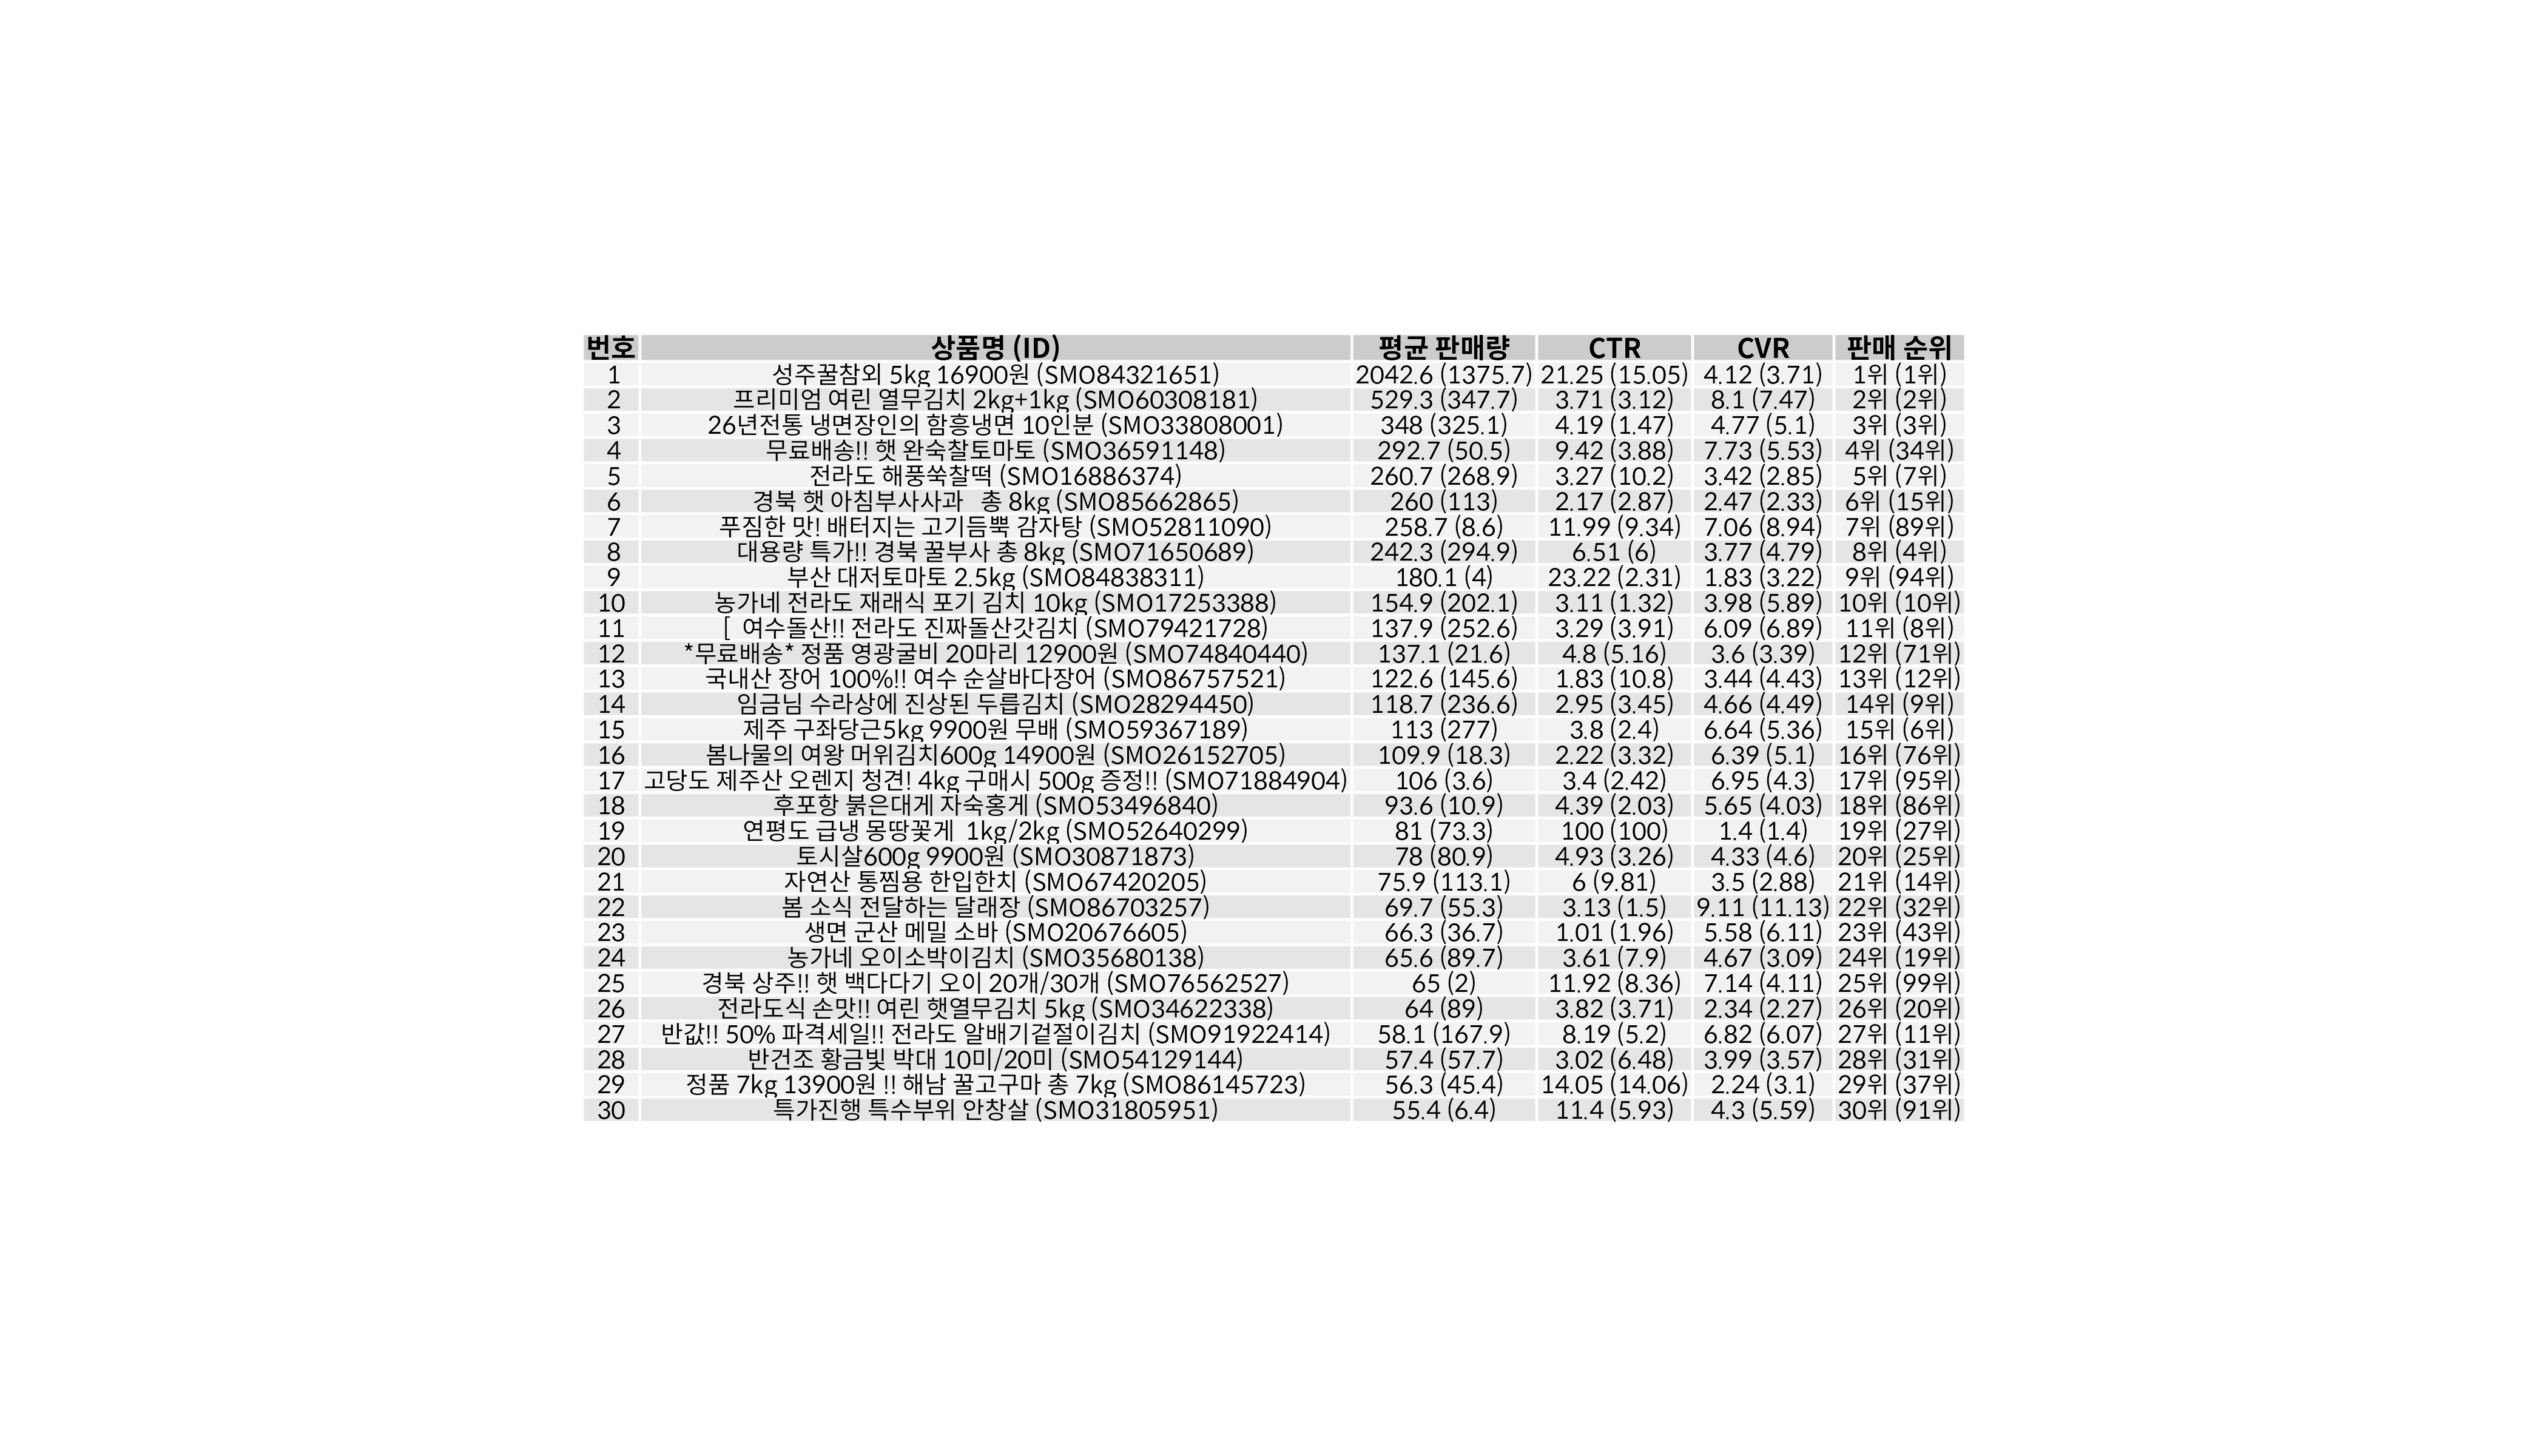 번호 상품명 (ID) 평균 판매량 CTR CVR 판매 순위
1 성주꿀참외 5kg 16900원 (SMO84321651) 2042.6 (1375.7) 21.25 (15.05) 4.12 (3.71) 1위 (1위)
2 프리미엄 여린 열무김치 2kg+1kg (SMO60308181) 529.3 (347.7) 3.71 (3.12) 8.1 (7.47) 2위 (2위)
3 26년전통 냉면장인의 함흥냉면 10인분 (SMO33808001) 348 (325.1) 4.19 (1.47) 4.77 (5.1) 3위 (3위)
4 무료배송!! 햇 완숙찰토마토 (SMO36591148) 292.7 (50.5) 9.42 (3.88) 7.73 (5.53) 4위 (34위)
5 전라도 해풍쑥찰떡 (SMO16886374) 260.7 (268.9) 3.27 (10.2) 3.42 (2.85) 5위 (7위)
6 경북 햇 아침부사사과 총 8kg (SMO85662865) 260 (113) 2.17 (2.87) 2.47 (2.33) 6위 (15위)
7 푸짐한 맛! 배터지는 고기듬뿍 감자탕 (SMO52811090) 258.7 (8.6) 11.99 (9.34) 7.06 (8.94) 7위 (89위)
8 대용량 특가!! 경북 꿀부사 총 8kg (SMO71650689) 242.3 (294.9) 6.51 (6) 3.77 (4.79) 8위 (4위)
9 부산 대저토마토 2.5kg (SMO84838311) 180.1 (4) 23.22 (2.31) 1.83 (3.22) 9위 (94위)
10 농가네 전라도 재래식 포기 김치 10kg (SMO17253388) 154.9 (202.1) 3.11 (1.32) 3.98 (5.89) 10위 (10위)
11 [ 여수돌산!! 전라도 진짜돌산갓김치 (SMO79421728) 137.9 (252.6) 3.29 (3.91) 6.09 (6.89) 11위 (8위)
12 *무료배송* 정품 영광굴비 20마리 12900원 (SMO74840440) 137.1 (21.6) 4.8 (5.16) 3.6 (3.39) 12위 (71위)
13 국내산 장어 100%!! 여수 순살바다장어 (SMO86757521) 122.6 (145.6) 1.83 (10.8) 3.44 (4.43) 13위 (12위)
14 임금님 수라상에 진상된 두릅김치 (SMO28294450) 118.7 (236.6) 2.95 (3.45) 4.66 (4.49) 14위 (9위)
15 제주 구좌당근5kg 9900원 무배 (SMO59367189) 113 (277) 3.8 (2.4) 6.64 (5.36) 15위 (6위)
16 봄나물의 여왕 머위김치600g 14900원 (SMO26152705) 109.9 (18.3) 2.22 (3.32) 6.39 (5.1) 16위 (76위)
17 고당도 제주산 오렌지 청견! 4kg 구매시 500g 증정!! (SMO71884904) 106 (3.6) 3.4 (2.42) 6.95 (4.3) 17위 (95위)
18 후포항 붉은대게 자숙홍게 (SMO53496840) 93.6 (10.9) 4.39 (2.03) 5.65 (4.03) 18위 (86위)
19 연평도 급냉 몽땅꽃게 1kg/2kg (SMO52640299) 81 (73.3) 100 (100) 1.4 (1.4) 19위 (27위)
20 토시살600g 9900원 (SMO30871873) 78 (80.9) 4.93 (3.26) 4.33 (4.6) 20위 (25위)
21 자연산 통찜용 한입한치 (SMO67420205) 75.9 (113.1) 6 (9.81) 3.5 (2.88) 21위 (14위)
22 봄 소식 전달하는 달래장 (SMO86703257) 69.7 (55.3) 3.13 (1.5) 9.11 (11.13) 22위 (32위)
23 생면 군산 메밀 소바 (SMO20676605) 66.3 (36.7) 1.01 (1.96) 5.58 (6.11) 23위 (43위)
24 농가네 오이소박이김치 (SMO35680138) 65.6 (89.7) 3.61 (7.9) 4.67 (3.09) 24위 (19위)
25 경북 상주!! 햇 백다다기 오이 20개/30개 (SMO76562527) 65 (2) 11.92 (8.36) 7.14 (4.11) 25위 (99위)
26 전라도식 손맛!! 여린 햇열무김치 5kg (SMO34622338) 64 (89) 3.82 (3.71) 2.34 (2.27) 26위 (20위)
27 반값!! 50% 파격세일!! 전라도 알배기겉절이김치 (SMO91922414) 58.1 (167.9) 8.19 (5.2) 6.82 (6.07) 27위 (11위)
28 반건조 황금빛 박대 10미/20미 (SMO54129144) 57.4 (57.7) 3.02 (6.48) 3.99 (3.57) 28위 (31위)
29 정품 7kg 13900원 !! 해남 꿀고구마 총 7kg (SMO86145723) 56.3 (45.4) 14.05 (14.06) 2.24 (3.1) 29위 (37위)
30 특가진행 특수부위 안창살 (SMO31805951) 55.4 (6.4) 11.4 (5.93) 4.3 (5.59) 30위 (91위)